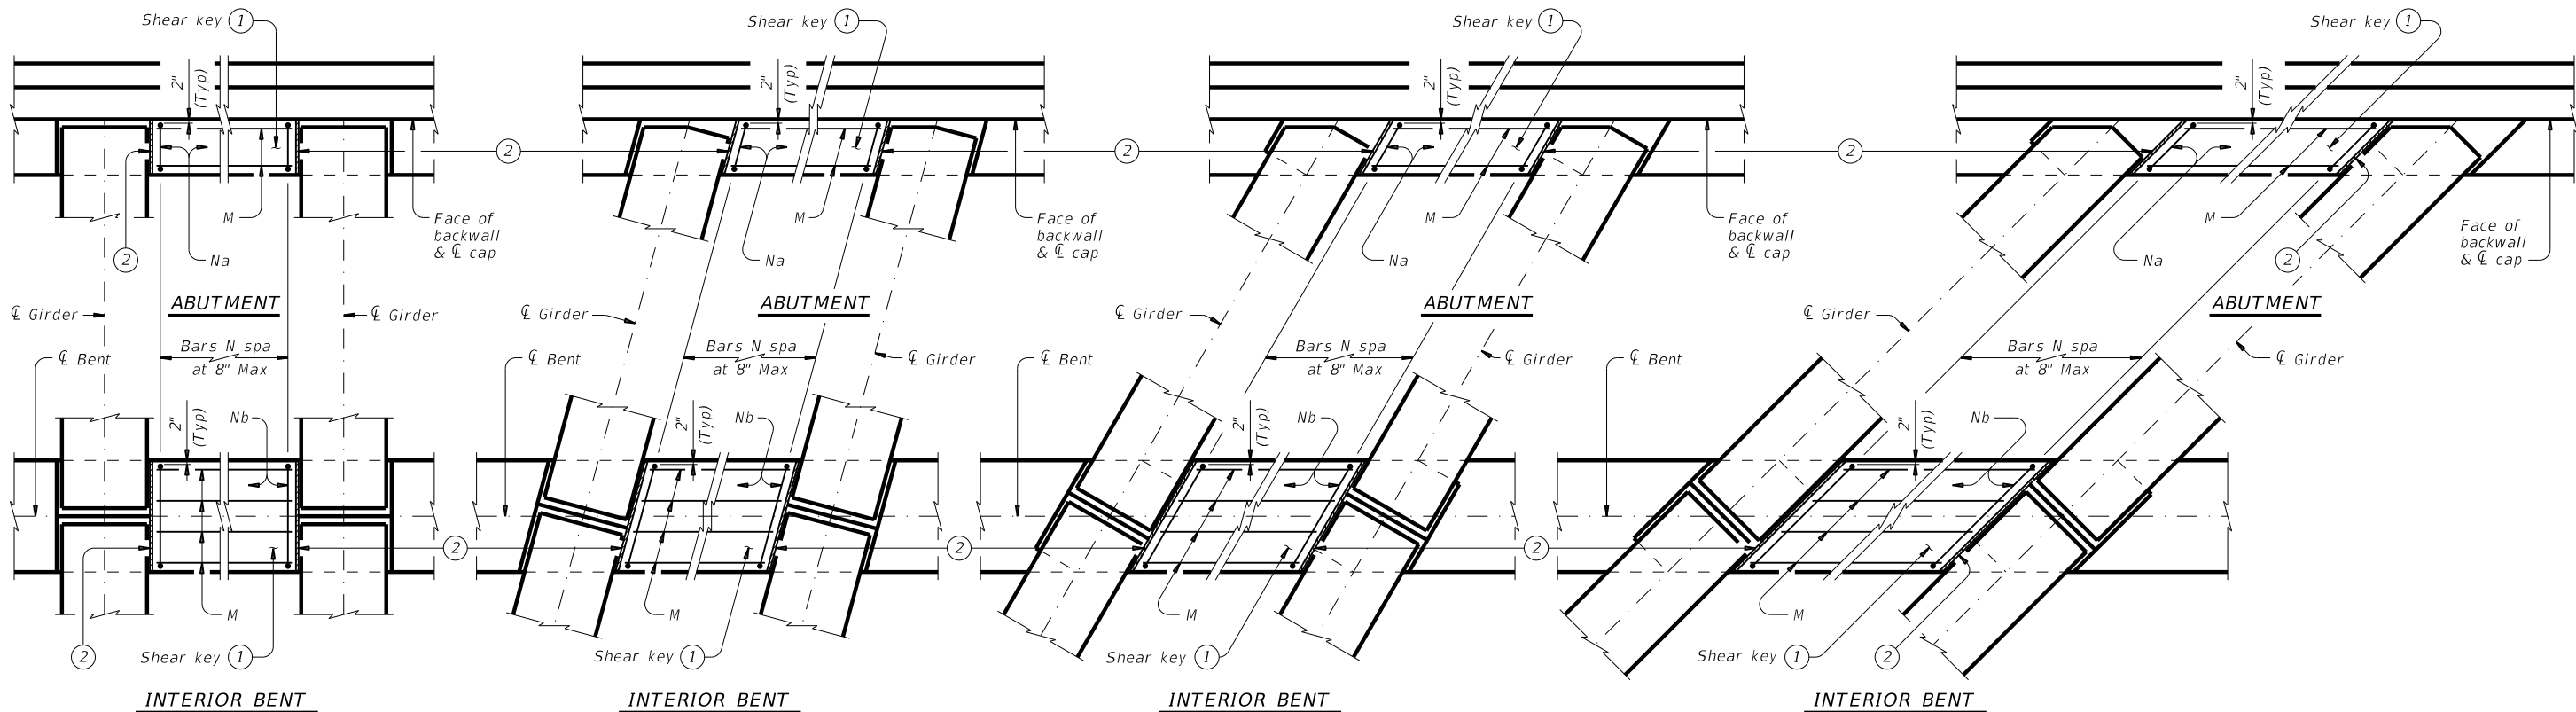 Shear key 1
Shear key 1
Shear key 1
Shear key 1
2"
(Typ)
2"
(Typ)
2"
(Typ)
2"
(Typ)
2
2
2
M
M
M
M
Face of
backwall
& ℄ cap
Face of
backwall
& ℄ cap
Face of
backwall
& ℄ cap
Face of
backwall
& ℄ cap
2
Na
Na
Na
Na
2
ABUTMENT
ABUTMENT
ABUTMENT
ABUTMENT
℄ Girder
℄ Girder
℄ Girder
℄ Girder
℄ Girder
℄ Girder
℄ Girder
℄ Girder
℄ Bent
Bars N spa
at 8" Max
℄ Bent
Bars N spa
at 8" Max
℄ Bent
Bars N spa
at 8" Max
℄ Bent
Bars N spa
at 8" Max
2"
(Typ)
Nb
2"
(Typ)
Nb
2"
(Typ)
Nb
2"
(Typ)
Nb
2
2
2
M
M
M
M
2
Shear key 1
Shear key 1
Shear key 1
Shear key 1
2
INTERIOR BENT
INTERIOR BENT
INTERIOR BENT
INTERIOR BENT